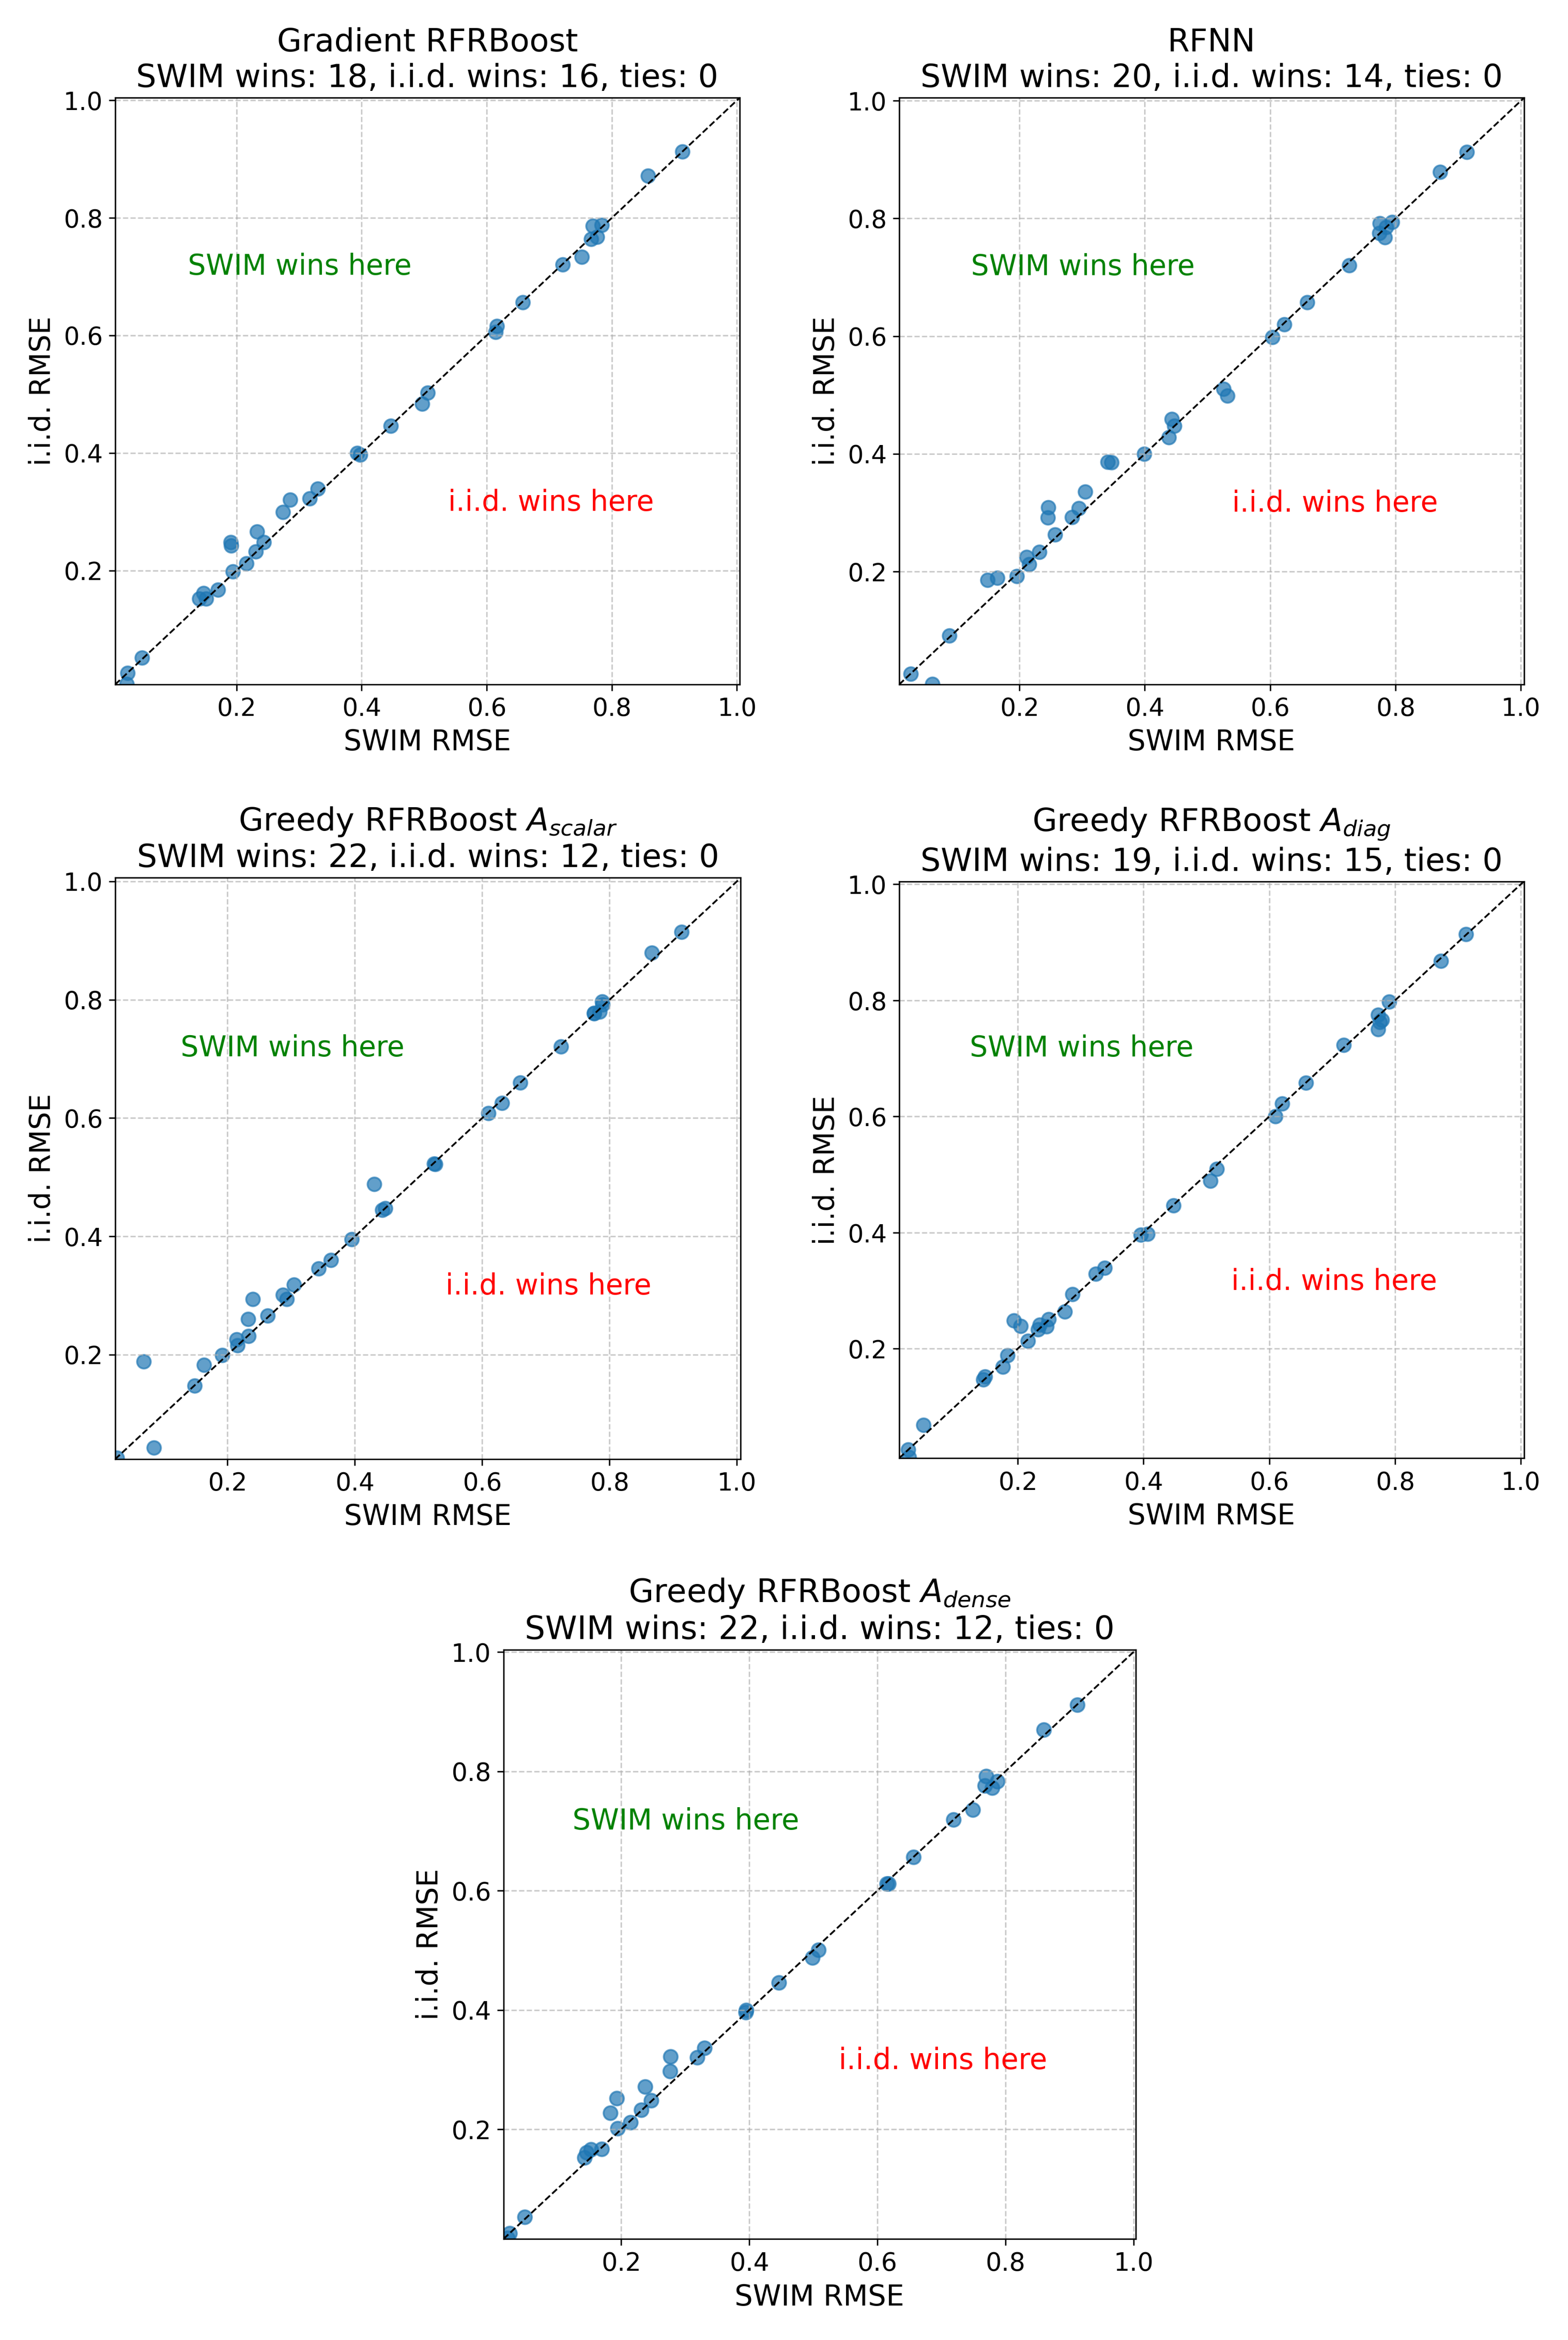 Gradient RFRBoost
SWIM wins: 18, i.i.d. wins: 16, ties: 0
1.0
0.8
0.6
0.4
0.2
i.i.d. RMSE
SWIM wins here
i.i.d. wins here
0.2 0.4 0.6 0.8 1.0
SWIM RMSE
RFNN
SWIM wins: 20, i.i.d. wins: 14, ties: 0
1.0
0.8
0.6
0.4
0.2
i.i.d. RMSE
SWIM wins here
i.i.d. wins here
0.2 0.4 0.6 0.8 1.0
SWIM RMSE
Greedy RFRBoost A_scalar
SWIM wins: 22, i.i.d. wins: 12, ties: 0
1.0
0.8
0.6
0.4
0.2
i.i.d. RMSE
SWIM wins here
i.i.d. wins here
0.2 0.4 0.6 0.8 1.0
SWIM RMSE
Greedy RFRBoost A_diag
SWIM wins: 19, i.i.d. wins: 15, ties: 0
1.0
0.8
0.6
0.4
0.2
i.i.d. RMSE
SWIM wins here
i.i.d. wins here
0.2 0.4 0.6 0.8 1.0
SWIM RMSE
Greedy RFRBoost A_dense
SWIM wins: 22, i.i.d. wins: 12, ties: 0
1.0
0.8
0.6
0.4
0.2
i.i.d. RMSE
SWIM wins here
i.i.d. wins here
0.2 0.4 0.6 0.8 1.0
SWIM RMSE